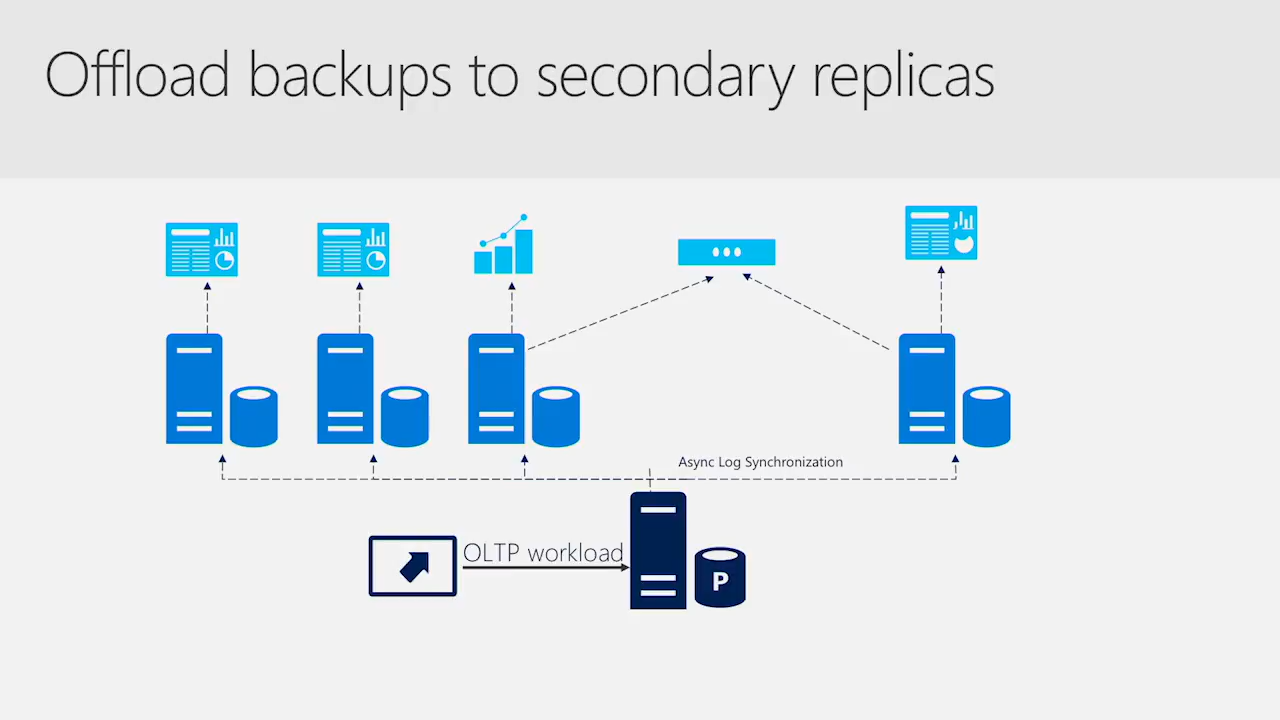 Offload backups to secondary replicas
Async Log Synchronization
OLTP workload
P